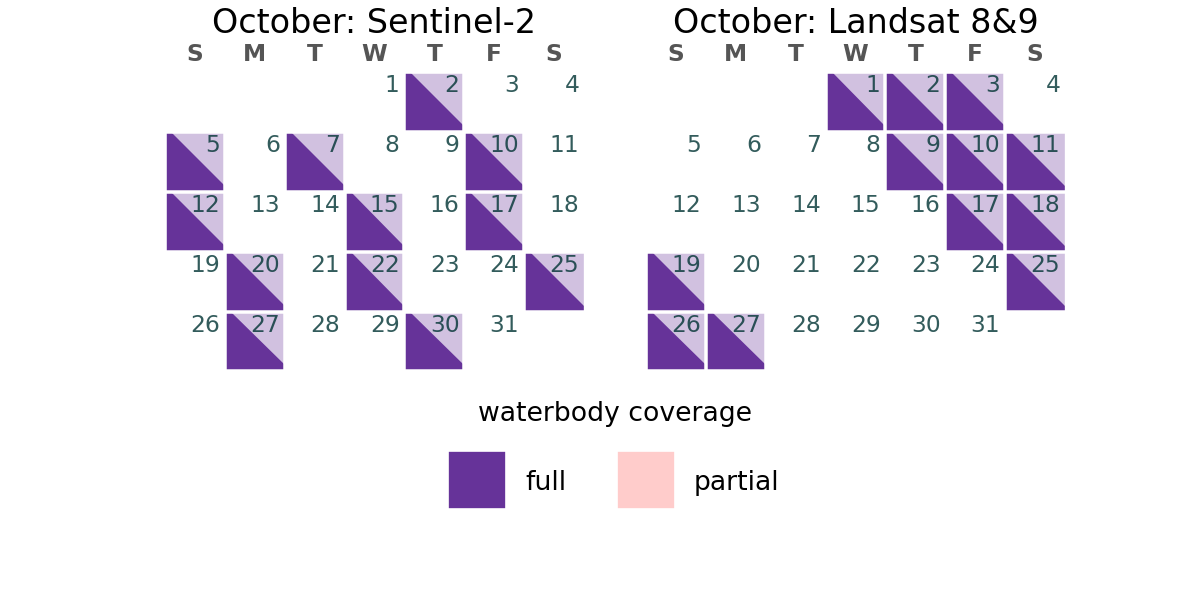 October: Sentinel-2
S M T W T F S
1 2 3 4
5 6 7 8 9 10 11
12 13 14 15 16 17 18
19 20 21 22 23 24 25
26 27 28 29 30 31
October: Landsat 8&9
S M T W T F S
1 2 3 4
5 6 7 8 9 10 11
12 13 14 15 16 17 18
19 20 21 22 23 24 25
26 27 28 29 30 31
waterbody coverage
full partial